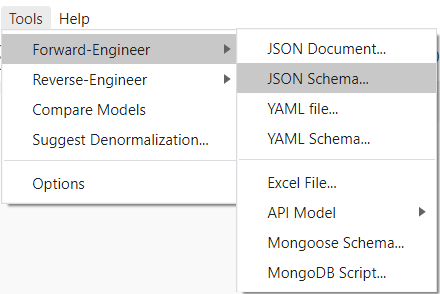 Tools
Help
Forward-Engineer
Reverse-Engineer
Compare Models
Suggest Denormalization...
Options
JSON Document...
JSON Schema...
YAML file...
YAML Schema...
Excel File...
API Model
Mongoose Schema...
MongoDB Script...